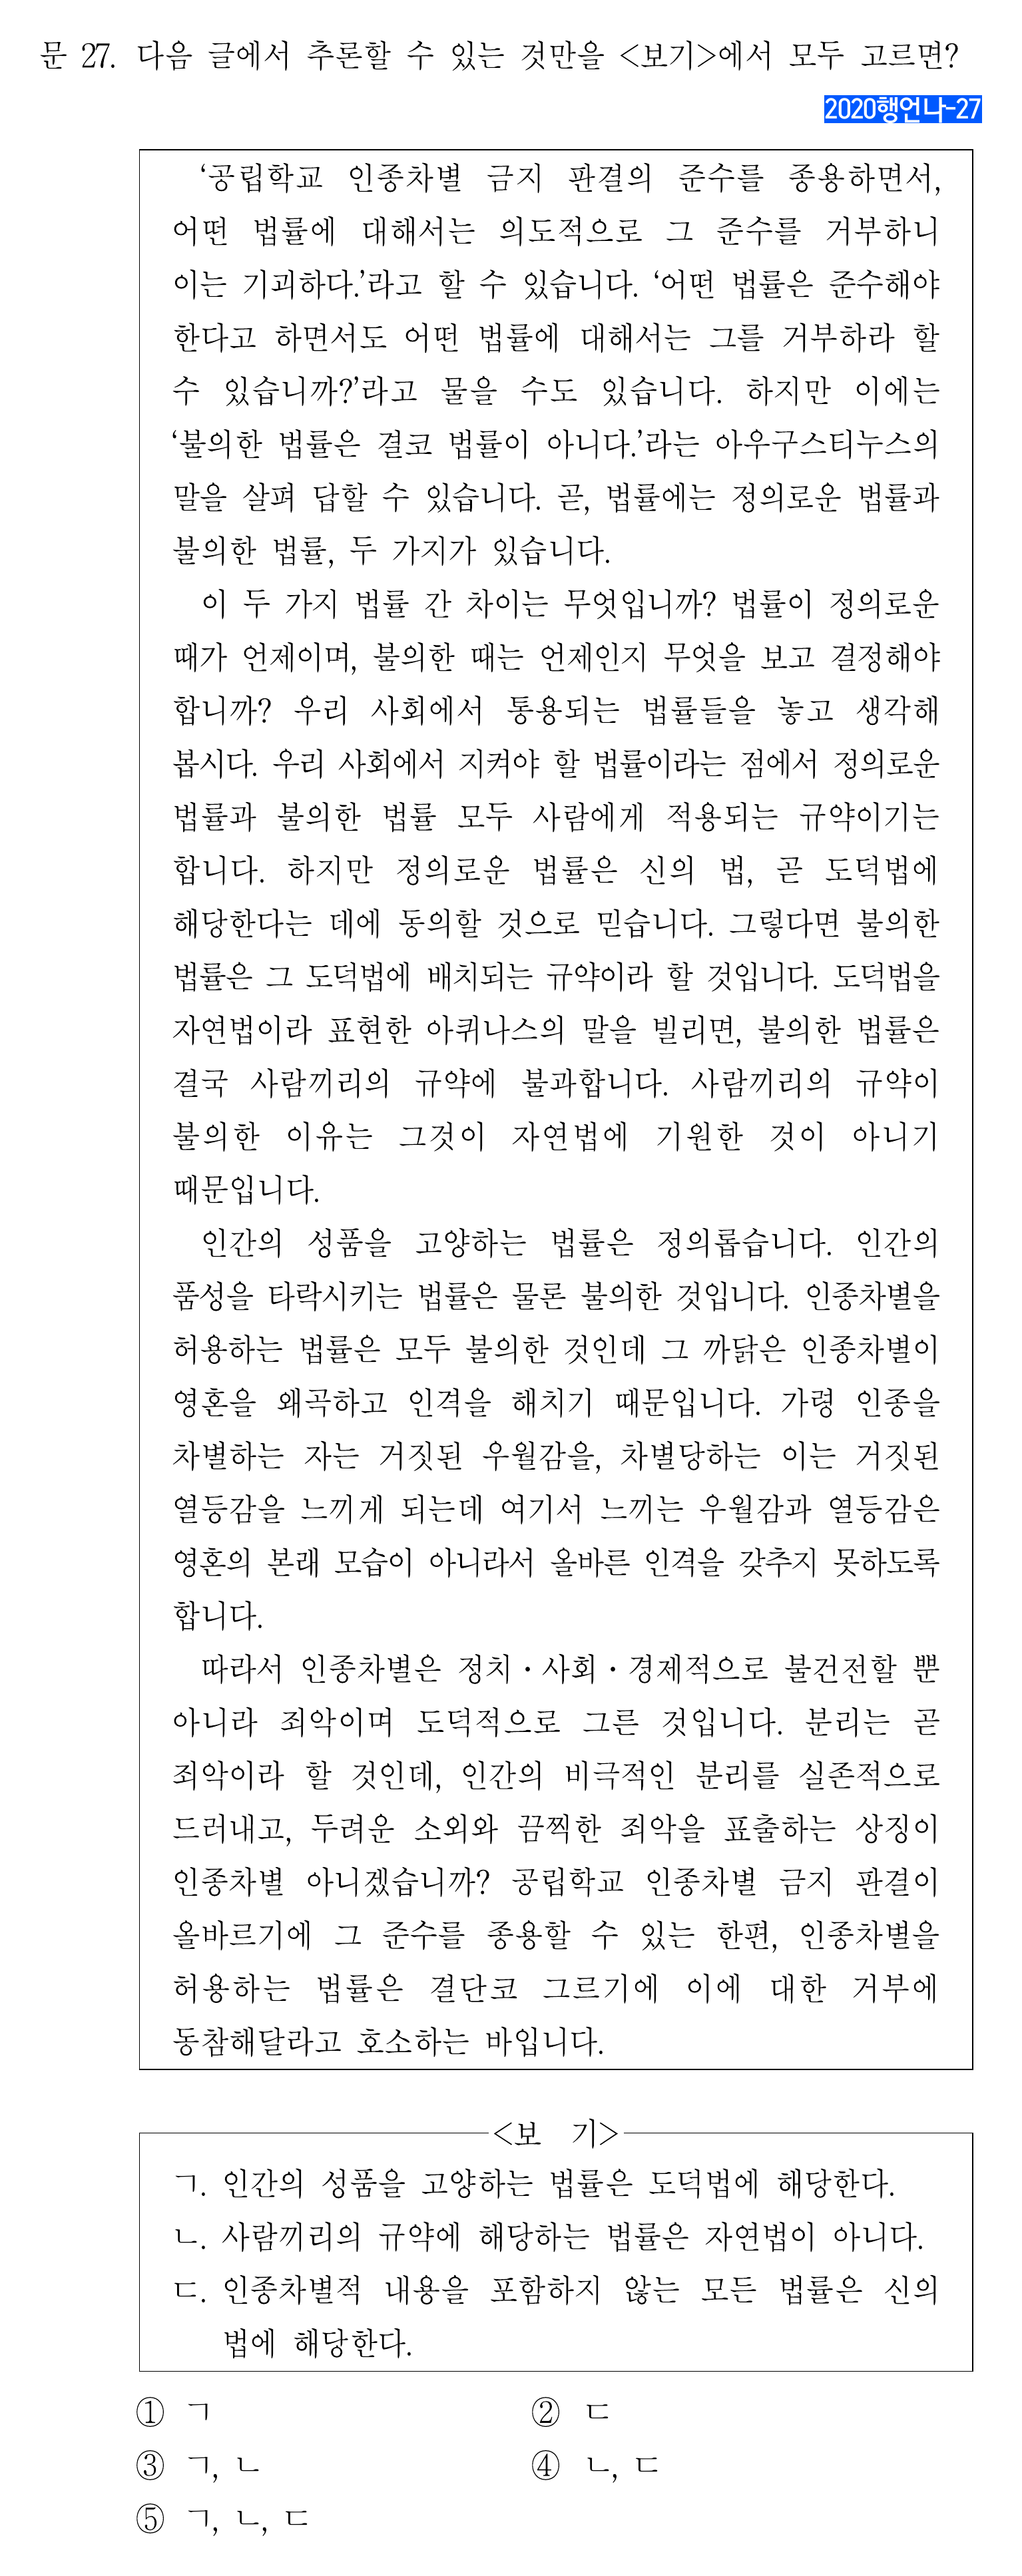 문 27. 다음 글에서 추론할 수 있는 것만을 <보기>에서 모두 고르면?
2020행언나-27
‘공립학교 인종차별 금지 판결의 준수를 종용하면서,
어떤 법률에 대해서는 의도적으로 그 준수를 거부하니
이는 기괴하다.’라고 할 수 있습니다. ‘어떤 법률은 준수해야
한다고 하면서도 어떤 법률에 대해서는 그를 거부하라 할
수 있습니까?’라고 물을 수도 있습니다. 하지만 이에는
‘불의한 법률은 결코 법률이 아니다.’라는 아우구스티누스의
말을 살펴 답할 수 있습니다. 곧, 법률에는 정의로운 법률과
불의한 법률, 두 가지가 있습니다.
이 두 가지 법률 간 차이는 무엇입니까? 법률이 정의로운
때가 언제이며, 불의한 때는 언제인지 무엇을 보고 결정해야
합니까? 우리 사회에서 통용되는 법률들을 놓고 생각해
봅시다. 우리 사회에서 지켜야 할 법률이라는 점에서 정의로운
법률과 불의한 법률 모두 사람에게 적용되는 규약이기는
합니다. 하지만 정의로운 법률은 신의 법, 곧 도덕법에
해당한다는 데에 동의할 것으로 믿습니다. 그렇다면 불의한
법률은 그 도덕법에 배치되는 규약이라 할 것입니다. 도덕법을
자연법이라 표현한 아퀴나스의 말을 빌리면, 불의한 법률은
결국 사람끼리의 규약에 불과합니다. 사람끼리의 규약이
불의한 이유는 그것이 자연법에 기원한 것이 아니기
때문입니다.
인간의 성품을 고양하는 법률은 정의롭습니다. 인간의
품성을 타락시키는 법률은 물론 불의한 것입니다. 인종차별을
허용하는 법률은 모두 불의한 것인데 그 까닭은 인종차별이
영혼을 왜곡하고 인격을 해치기 때문입니다. 가령 인종을
차별하는 자는 거짓된 우월감을, 차별당하는 이는 거짓된
열등감을 느끼게 되는데 여기서 느끼는 우월감과 열등감은
영혼의 본래 모습이 아니라서 올바른 인격을 갖추지 못하도록
합니다.
따라서 인종차별은 정치·사회·경제적으로 불건전할 뿐
아니라 죄악이며 도덕적으로 그른 것입니다. 분리는 곧
죄악이라 할 것인데, 인간의 비극적인 분리를 실존적으로
드러내고, 두려운 소외와 끔찍한 죄악을 표출하는 상징이
인종차별 아니겠습니까? 공립학교 인종차별 금지 판결이
올바르기에 그 준수를 종용할 수 있는 한편, 인종차별을
허용하는 법률은 결단코 그르기에 이에 대한 거부에
동참해달라고 호소하는 바입니다.
<보 기>
ㄱ. 인간의 성품을 고양하는 법률은 도덕법에 해당한다.
ㄴ. 사람끼리의 규약에 해당하는 법률은 자연법이 아니다.
ㄷ. 인종차별적 내용을 포함하지 않는 모든 법률은 신의
법에 해당한다.
① ㄱ ② ㄷ
③ ㄱ, ㄴ ④ ㄴ, ㄷ
⑤ ㄱ, ㄴ, ㄷ